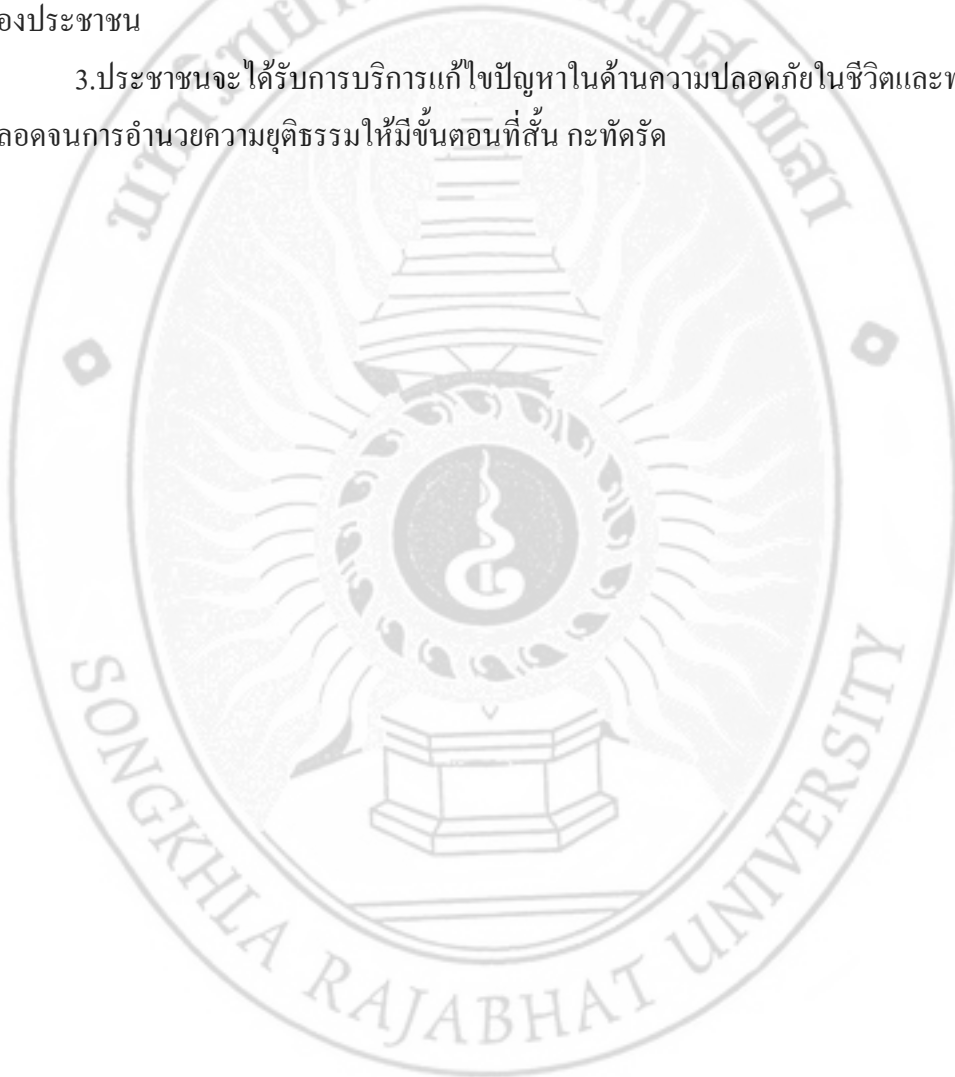 องประชาชน
3.ประชาชนจะได้รับการบริการแก้ไขปัญหาในด้านความปลอดภัยในชีวิตและท
ลอดจนการอำนวยความยุติธรรมให้มีขั้นตอนที่สั้น กะทัดรัด
SONGKHLA RAJABHAT UNIVERSITY